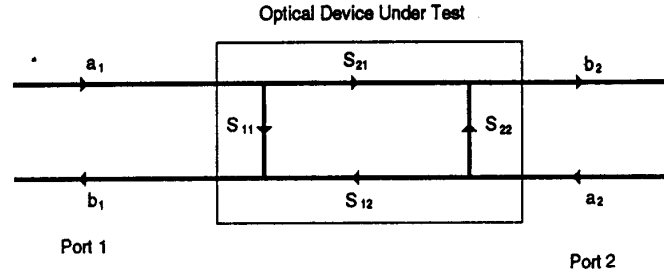 Optical Device Under Test
a1
S21
b2
S11
S22
b1
S12
a2
Port 1
Port 2